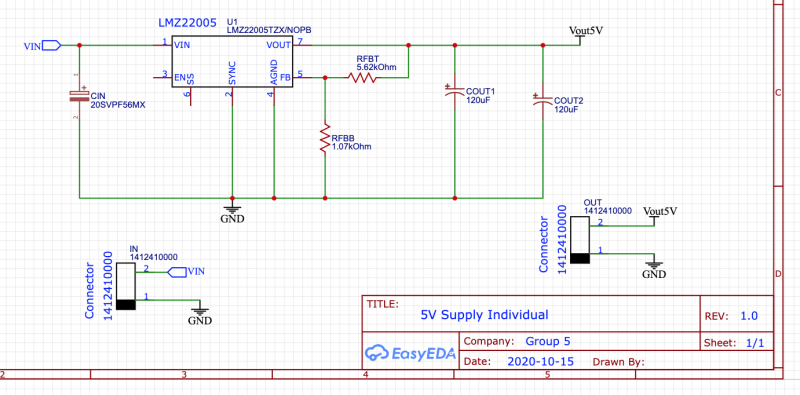 LMZ22005
U1
LMZ22005TZX/NOPB
VIN
1
VIN
VOUT
7
Vout5V
RFBT
5.62kOhm
3
EN
SS
SYNC
AGND
FB
5
6
2
4
1
CIN
20SVPF56MX
2
COUT1
120uF
COUT2
120uF
RFBB
1.07kOhm
C
GND
OUT
1412410000
Connector
1412410000
2
Vout5V
1
GND
IN
1412410000
Connector
1412410000
2
VIN
1
GND
D
TITLE:
5V Supply Individual
REV: 1.0
EasyEDA
Company: Group 5
Sheet: 1/1
Date: 2020-10-15
Drawn By:
2
3
4
5